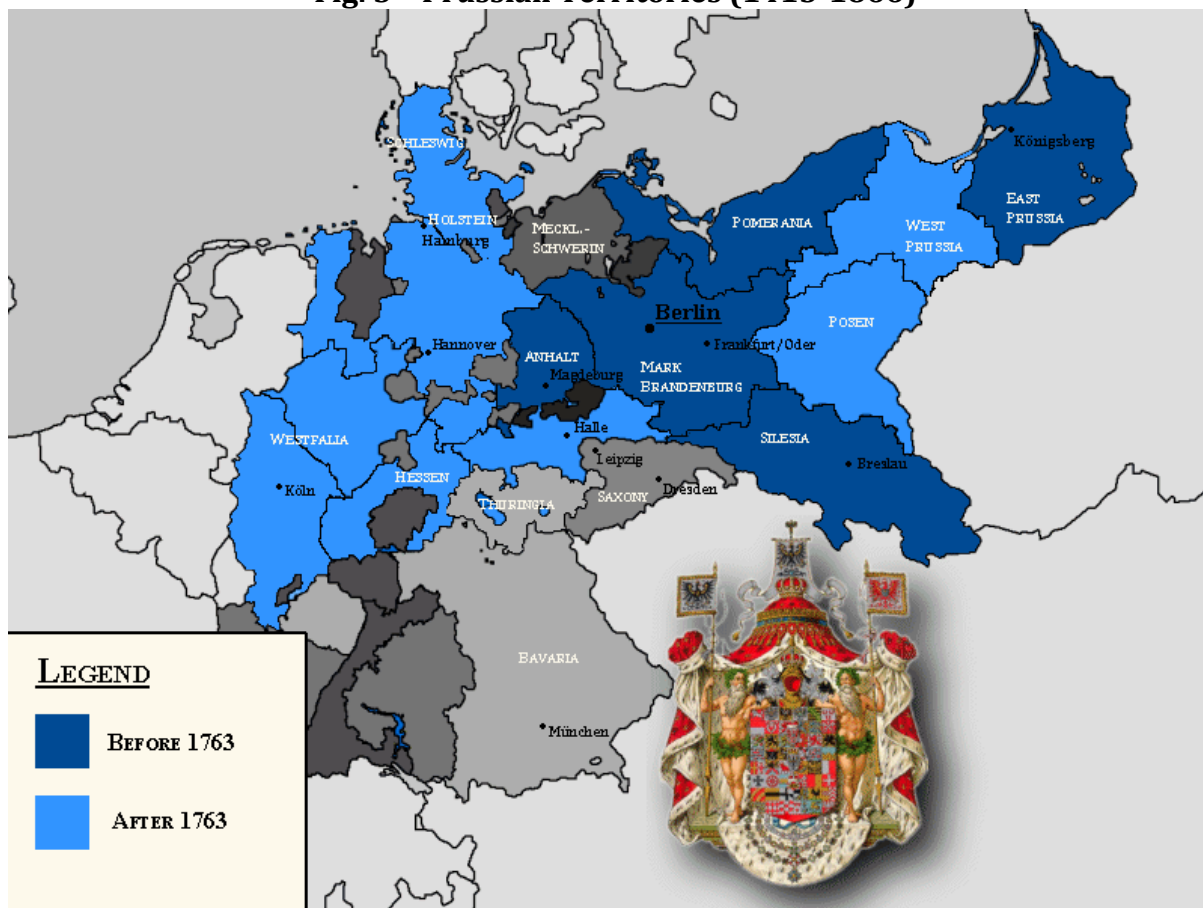 SCHLESWIG
HOLSTEIN
Hamburg
MECKL.-
SCHWERIN
POMERANIA
WEST
PRUSSIA
Königsberg
EAST
PRUSSIA
Berlin
Frankfurt/Oder
POSEN
Hannover
ANHALT
Magdeburg
MARK
BRANDENBURG
WESTFALIA
Halle
SILESIA
Breslau
Leipzig
HESSEN
Köln
THURINGIA
SAXONY
Dresden
BAVARIA
München
LEGEND
BEFORE 1763
AFTER 1763